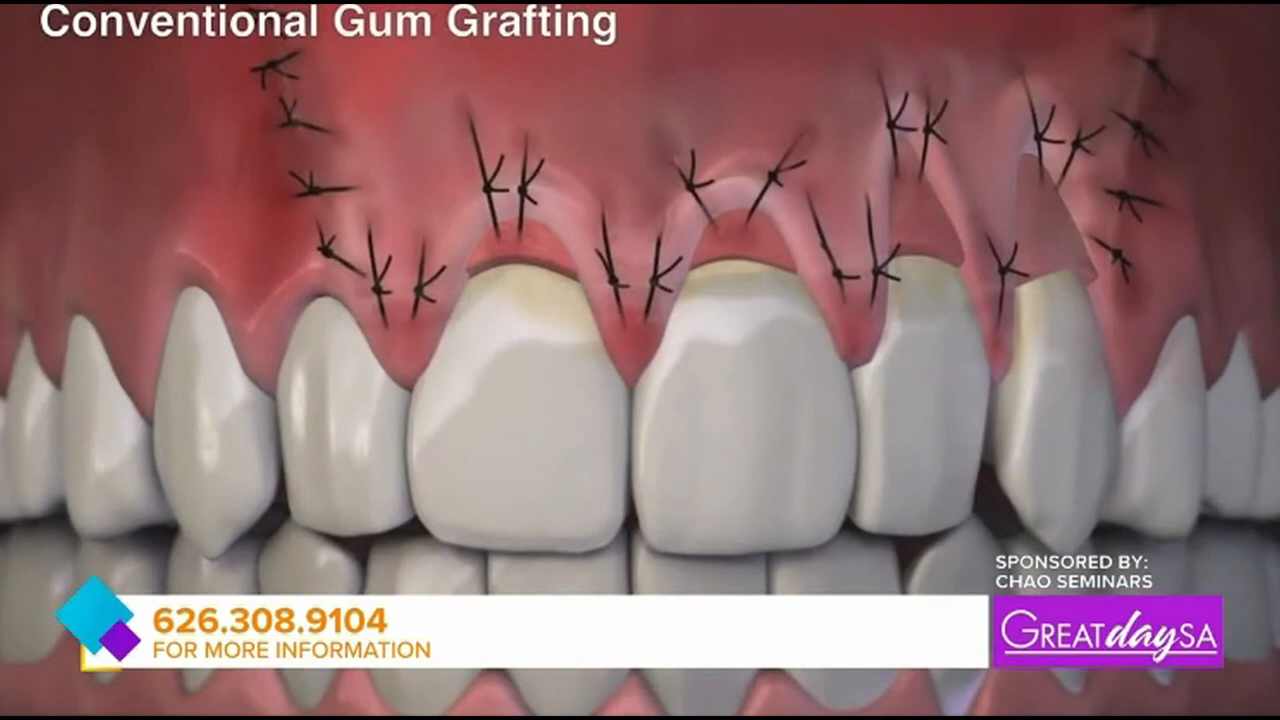 Conventional Gum Grafting
SPONSORED BY:
CHAO SEMINARS
626.308.9104
FOR MORE INFORMATION
GREATdaySA